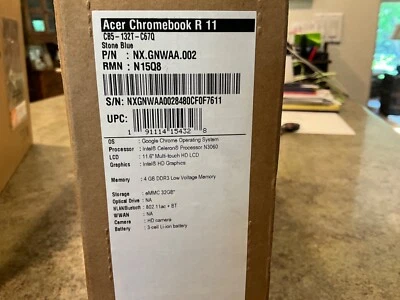 Acer Chromebook R 11
CB5-132T-C67Q
Stone Blue
P/N : NX.GNWAA.002
RMN : N15Q8
S/N: NXGNWAA0028480CF0F7611
UPC:
1 91114 15432 8
OS : Google Chrome Operating System
Processor : Intel® Celeron® Processor N3060
LCD : 11.6" Multi-touch HD LCD
Graphics : Intel® HD Graphics
Memory : 4 GB DDR3 Low Voltage Memory
Storage : eMMC 32GB*
Optical Drive : NA
WLAN/Bluetooth : 802.11ac + BT
WWAN : NA
Camera : HD camera
Battery : 3-cell Li-ion battery